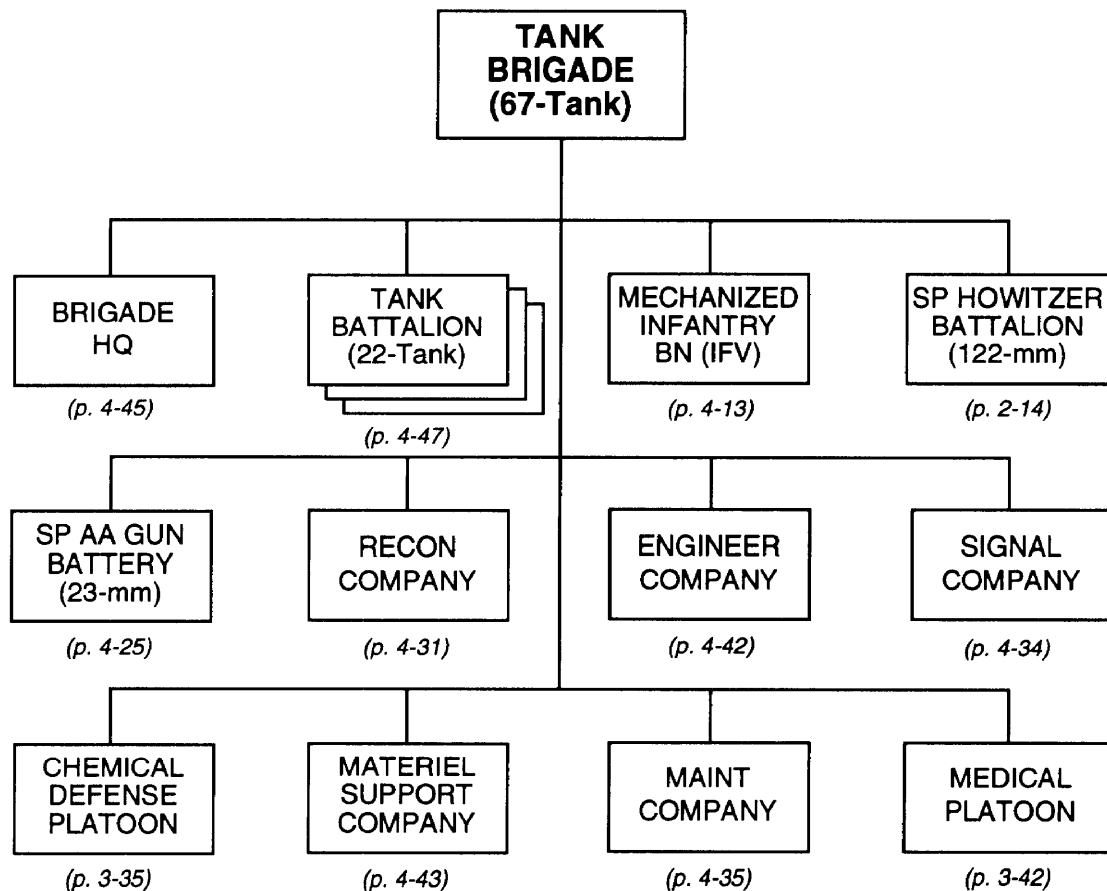 TANK
BRIGADE
(67-Tank)
BRIGADE
HQ
(p. 4-45)
TANK
BATTALION
(22-Tank)
(p. 4-47)
MECHANIZED
INFANTRY
BN (IFV)
(p. 4-13)
SP HOWITZER
BATTALION
(122-mm)
(p. 2-14)
SP AA GUN
BATTERY
(23-mm)
(p. 4-25)
RECON
COMPANY
(p. 4-31)
ENGINEER
COMPANY
(p. 4-42)
SIGNAL
COMPANY
(p. 4-34)
CHEMICAL
DEFENSE
PLATOON
(p. 3-35)
MATERIEL
SUPPORT
COMPANY
(p. 4-43)
MAINT
COMPANY
(p. 4-35)
MEDICAL
PLATOON
(p. 3-42)